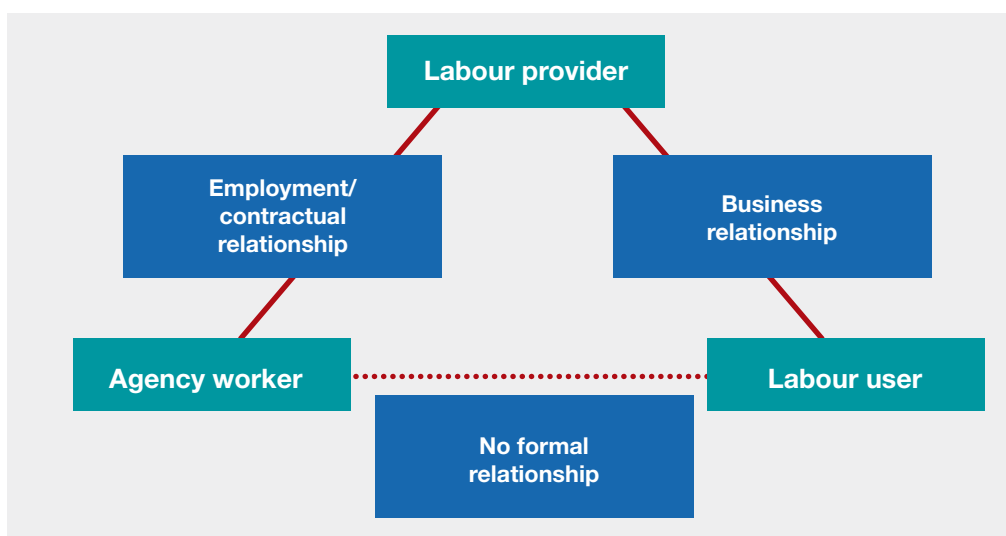 Labour provider
Employment/
contractual
relationship
Business
relationship
Agency worker
Labour user
No formal
relationship